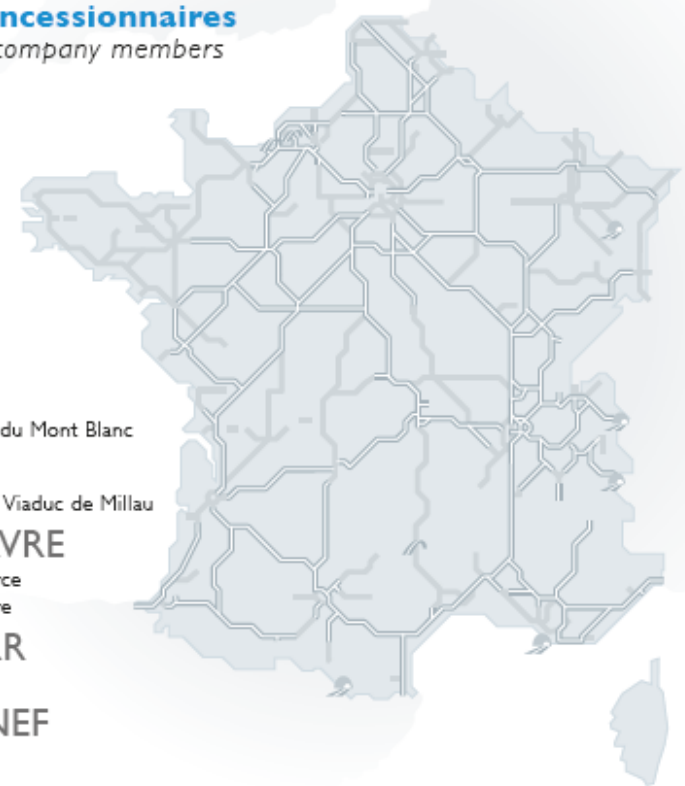 ncessionnaires
company members
du Mont Blanc
Viaduc de Millau
VRE
ce
e
R
NEF